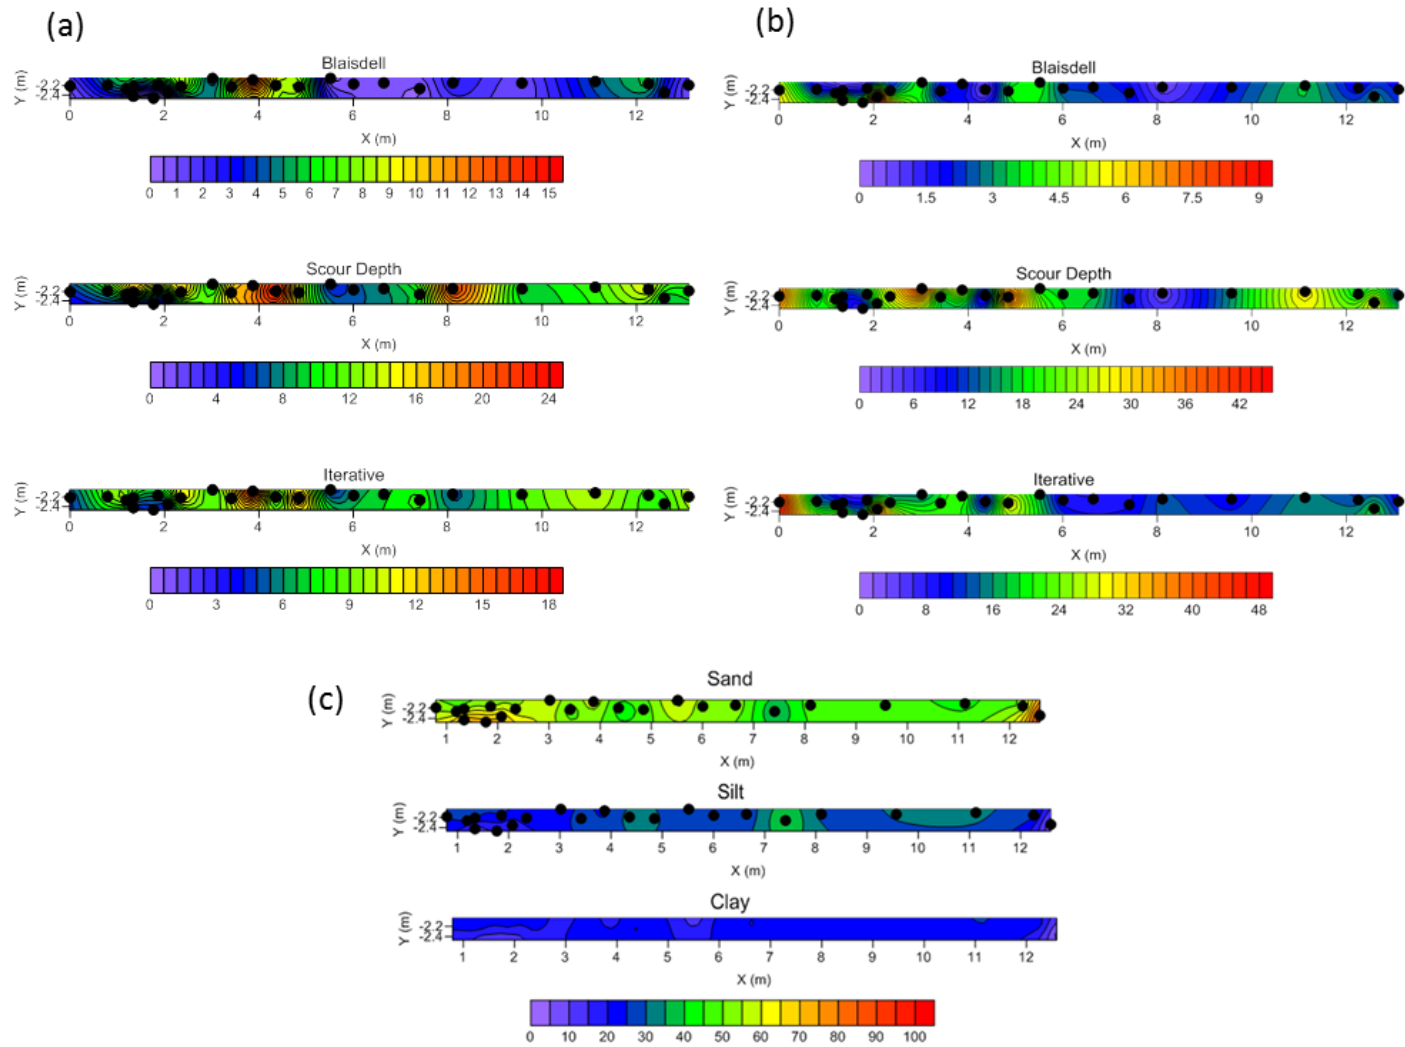 (a)
Blaisdell
Y (m)
-2.2
-2.4
0 2 4 6 8 10 12
X (m)
0 1 2 3 4 5 6 7 8 9 10 11 12 13 14 15
Scour Depth
Y (m)
-2.2
-2.4
0 2 4 6 8 10 12
X (m)
0 4 8 12 16 20 24
Iterative
Y (m)
-2.2
-2.4
0 2 4 6 8 10 12
X (m)
0 3 6 9 12 15 18
(b)
Blaisdell
Y (m)
-2.2
-2.4
0 2 4 6 8 10 12
X (m)
0 1.5 3 4.5 6 7.5 9
Scour Depth
Y (m)
-2.2
-2.4
0 2 4 6 8 10 12
X (m)
0 6 12 18 24 30 36 42
Iterative
Y (m)
-2.2
-2.4
0 2 4 6 8 10 12
X (m)
0 8 16 24 32 40 48
(c)
Sand
Y (m)
-2.2
-2.4
1 2 3 4 5 6 7 8 9 10 11 12
X (m)
Silt
Y (m)
-2.2
-2.4
1 2 3 4 5 6 7 8 9 10 11 12
X (m)
Clay
Y (m)
-2.2
-2.4
1 2 3 4 5 6 7 8 9 10 11 12
X (m)
0 10 20 30 40 50 60 70 80 90 100